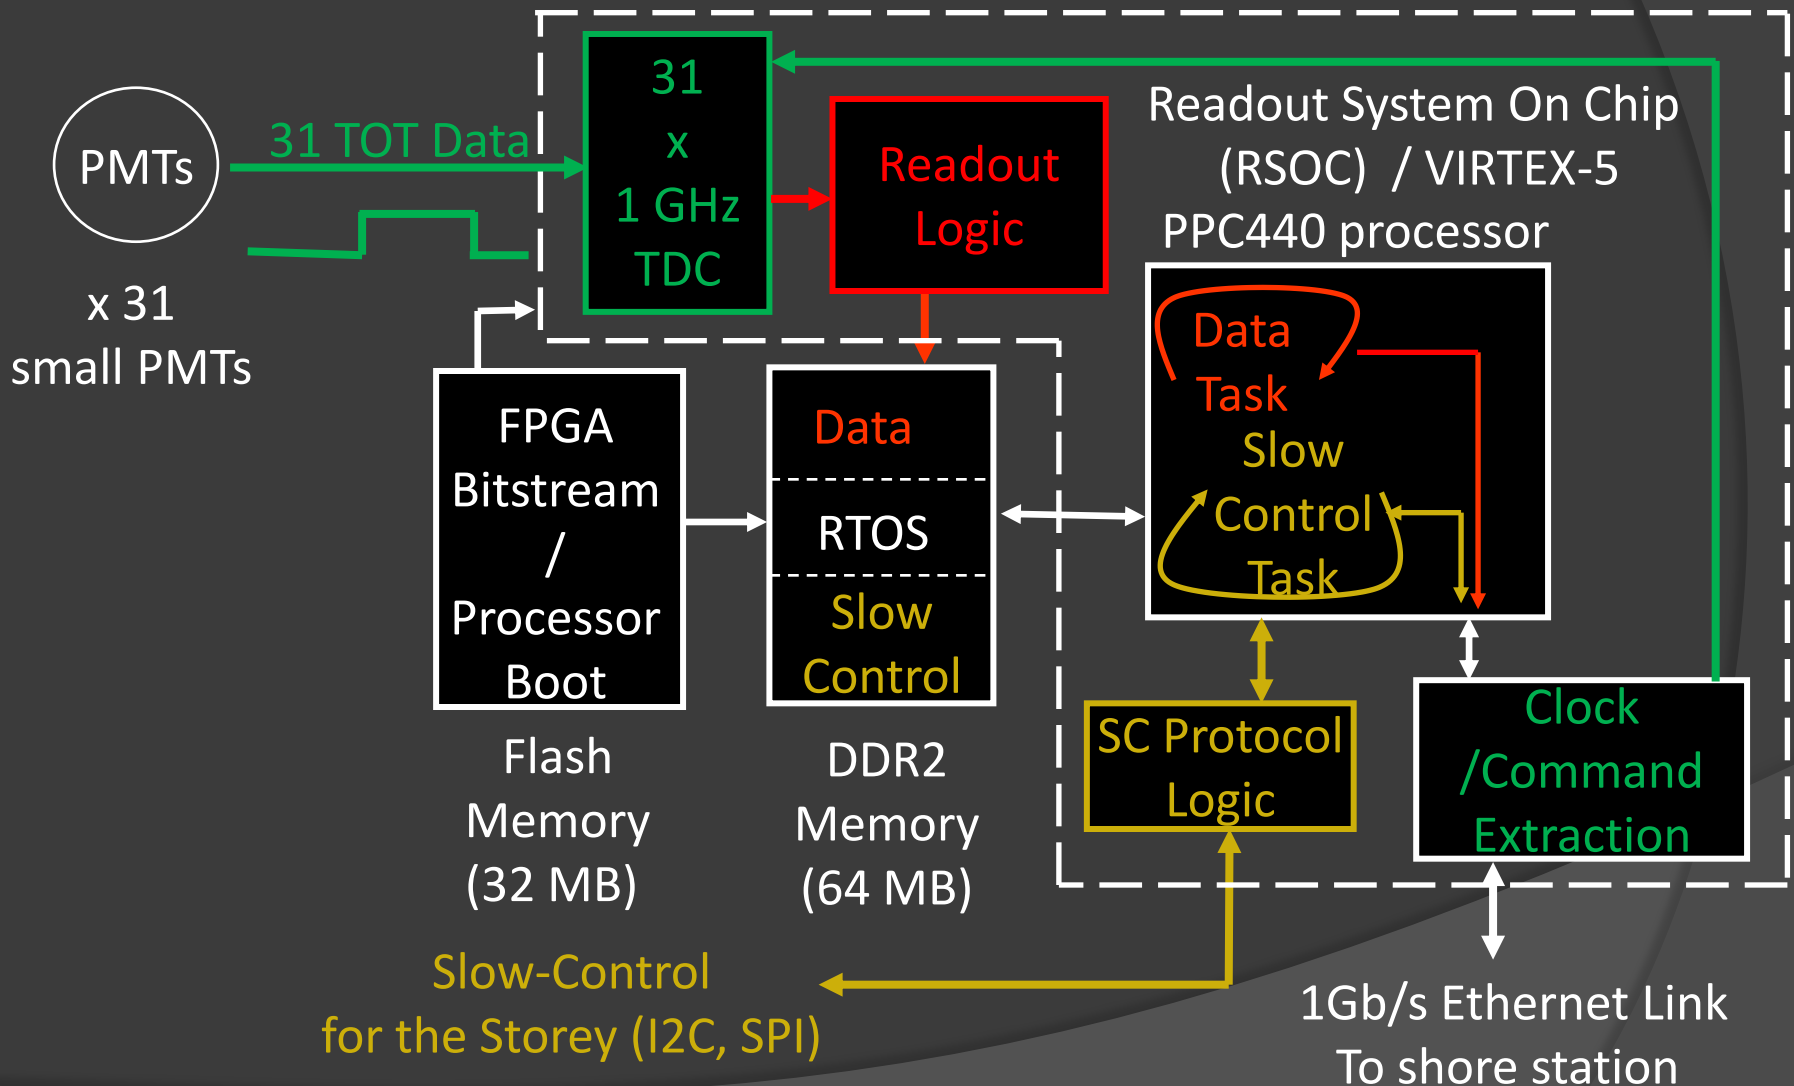 PMTs
x 31
small PMTs
31 TOT Data
31
x
1 GHz
TDC
Readout
Logic
Readout System On Chip
(RSOC)  / VIRTEX-5
PPC440 processor
FPGA
Bitstream
/
Processor
Boot
Flash
Memory
(32 MB)
Data
RTOS
Slow
Control
DDR2
Memory
(64 MB)
Data
Task
Slow
Control
Task
SC Protocol
Logic
Clock
/Command
Extraction
Slow-Control
for the Storey (I2C, SPI)
1Gb/s Ethernet Link
To shore station